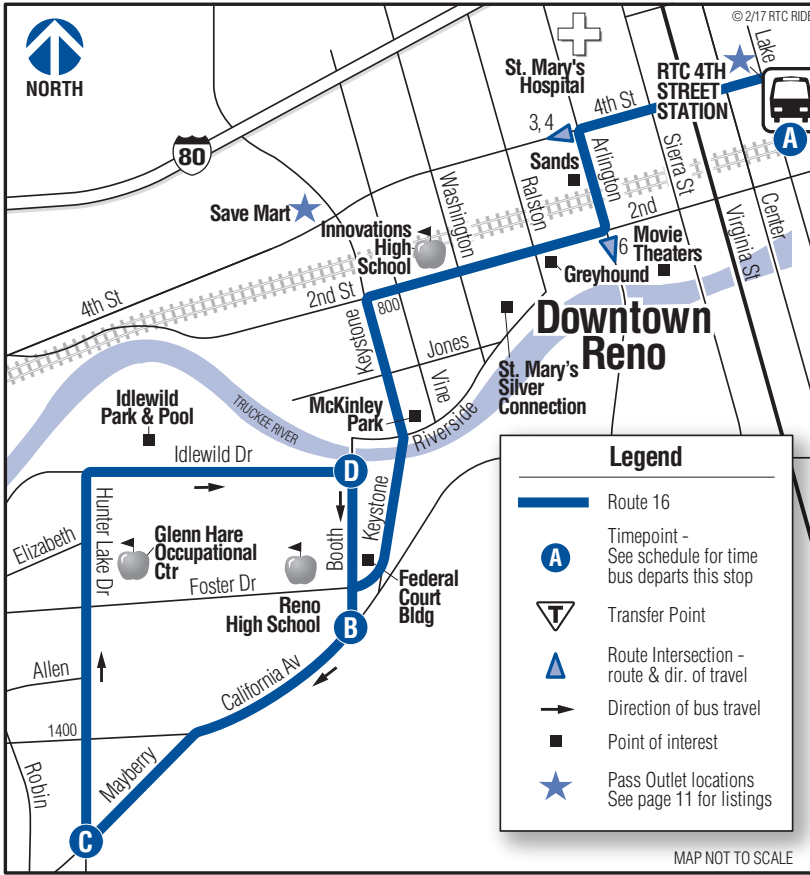 © 2/17 RTC RIDE
NORTH
80
St. Mary's
Hospital
RTC 4TH
STREET
STATION
Lake
A
4th St
3, 4
Sands
Arlington
Sierra St
Virginia St
Center
Save Mart
Innovations
High
School
Washington
Ralston
2nd
6
Movie
Theaters
Greyhound
4th St
2nd St
800
Keystone
Downtown
Reno
Jones
Vine
St. Mary's
Silver
Connection
McKinley
Park
Riverside
Idlewild
Park & Pool
TRUCKEE RIVER
Idlewild Dr
D
Hunter Lake Dr
Elizabeth
Glenn Hare
Occupational
Ctr
Booth
Keystone
Foster Dr
Federal
Court
Bldg
Reno
High School
B
Allen
California Av
1400
Mayberry
Robin
C
Legend
Route 16
A
Timepoint -
See schedule for time
bus departs this stop
T
Transfer Point
Route Intersection -
route & dir. of travel
Direction of bus travel
Point of interest
Pass Outlet locations
See page 11 for listings
MAP NOT TO SCALE